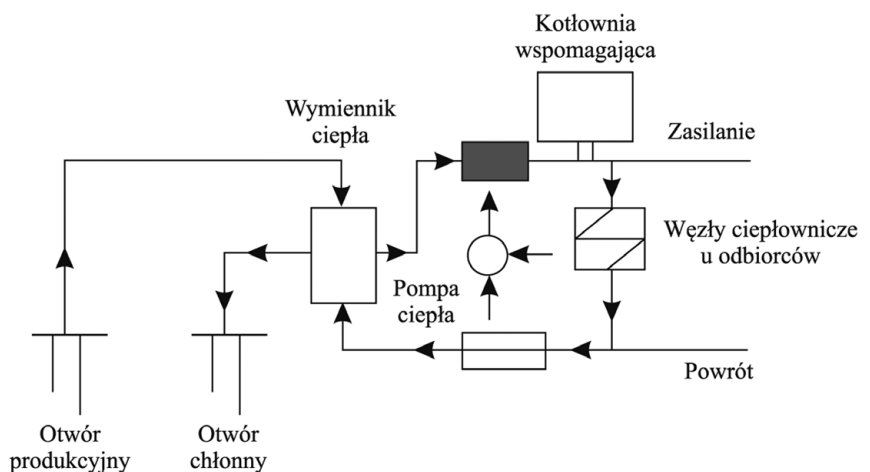 Kotłownia
wspomagająca
Wymiennik
ciepła
Zasilanie
Węzły ciepłownicze
u odbiorców
Pompa
ciepła
Powrót
Otwór
produkcyjny
Otwór
chłonny